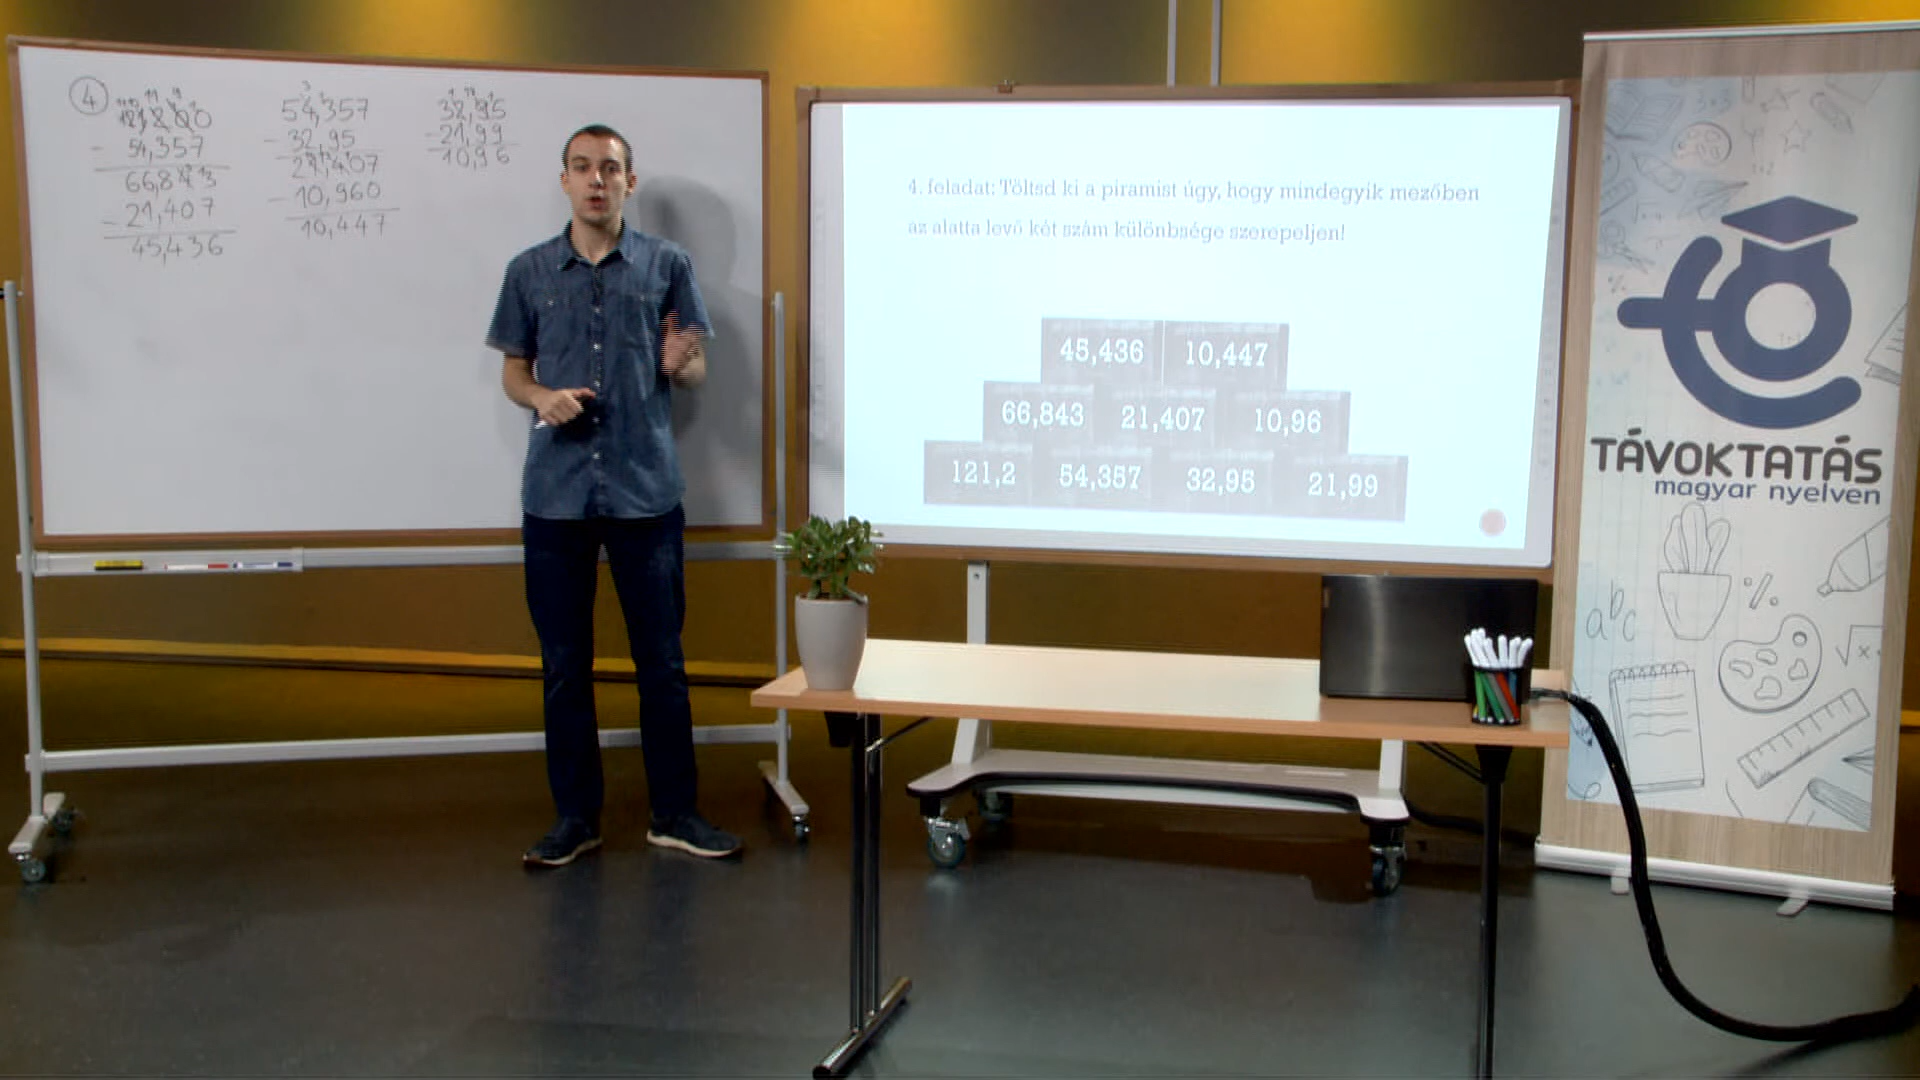 4
121,200
- 54,357
66,843
- 21,407
45,436
54,357
- 32,95
21,407
- 10,960
10,447
32,95
- 21,99
10,96
4. feladat: Töltsd ki a piramist úgy, hogy mindegyik mezőben
az alatta levő két szám különbsége szerepeljen!
45,436 10,447
66,843 21,407 10,96
121,2 54,357 32,95 21,99
TÁVOKTATÁS
magyar nyelven
abc
%
√x